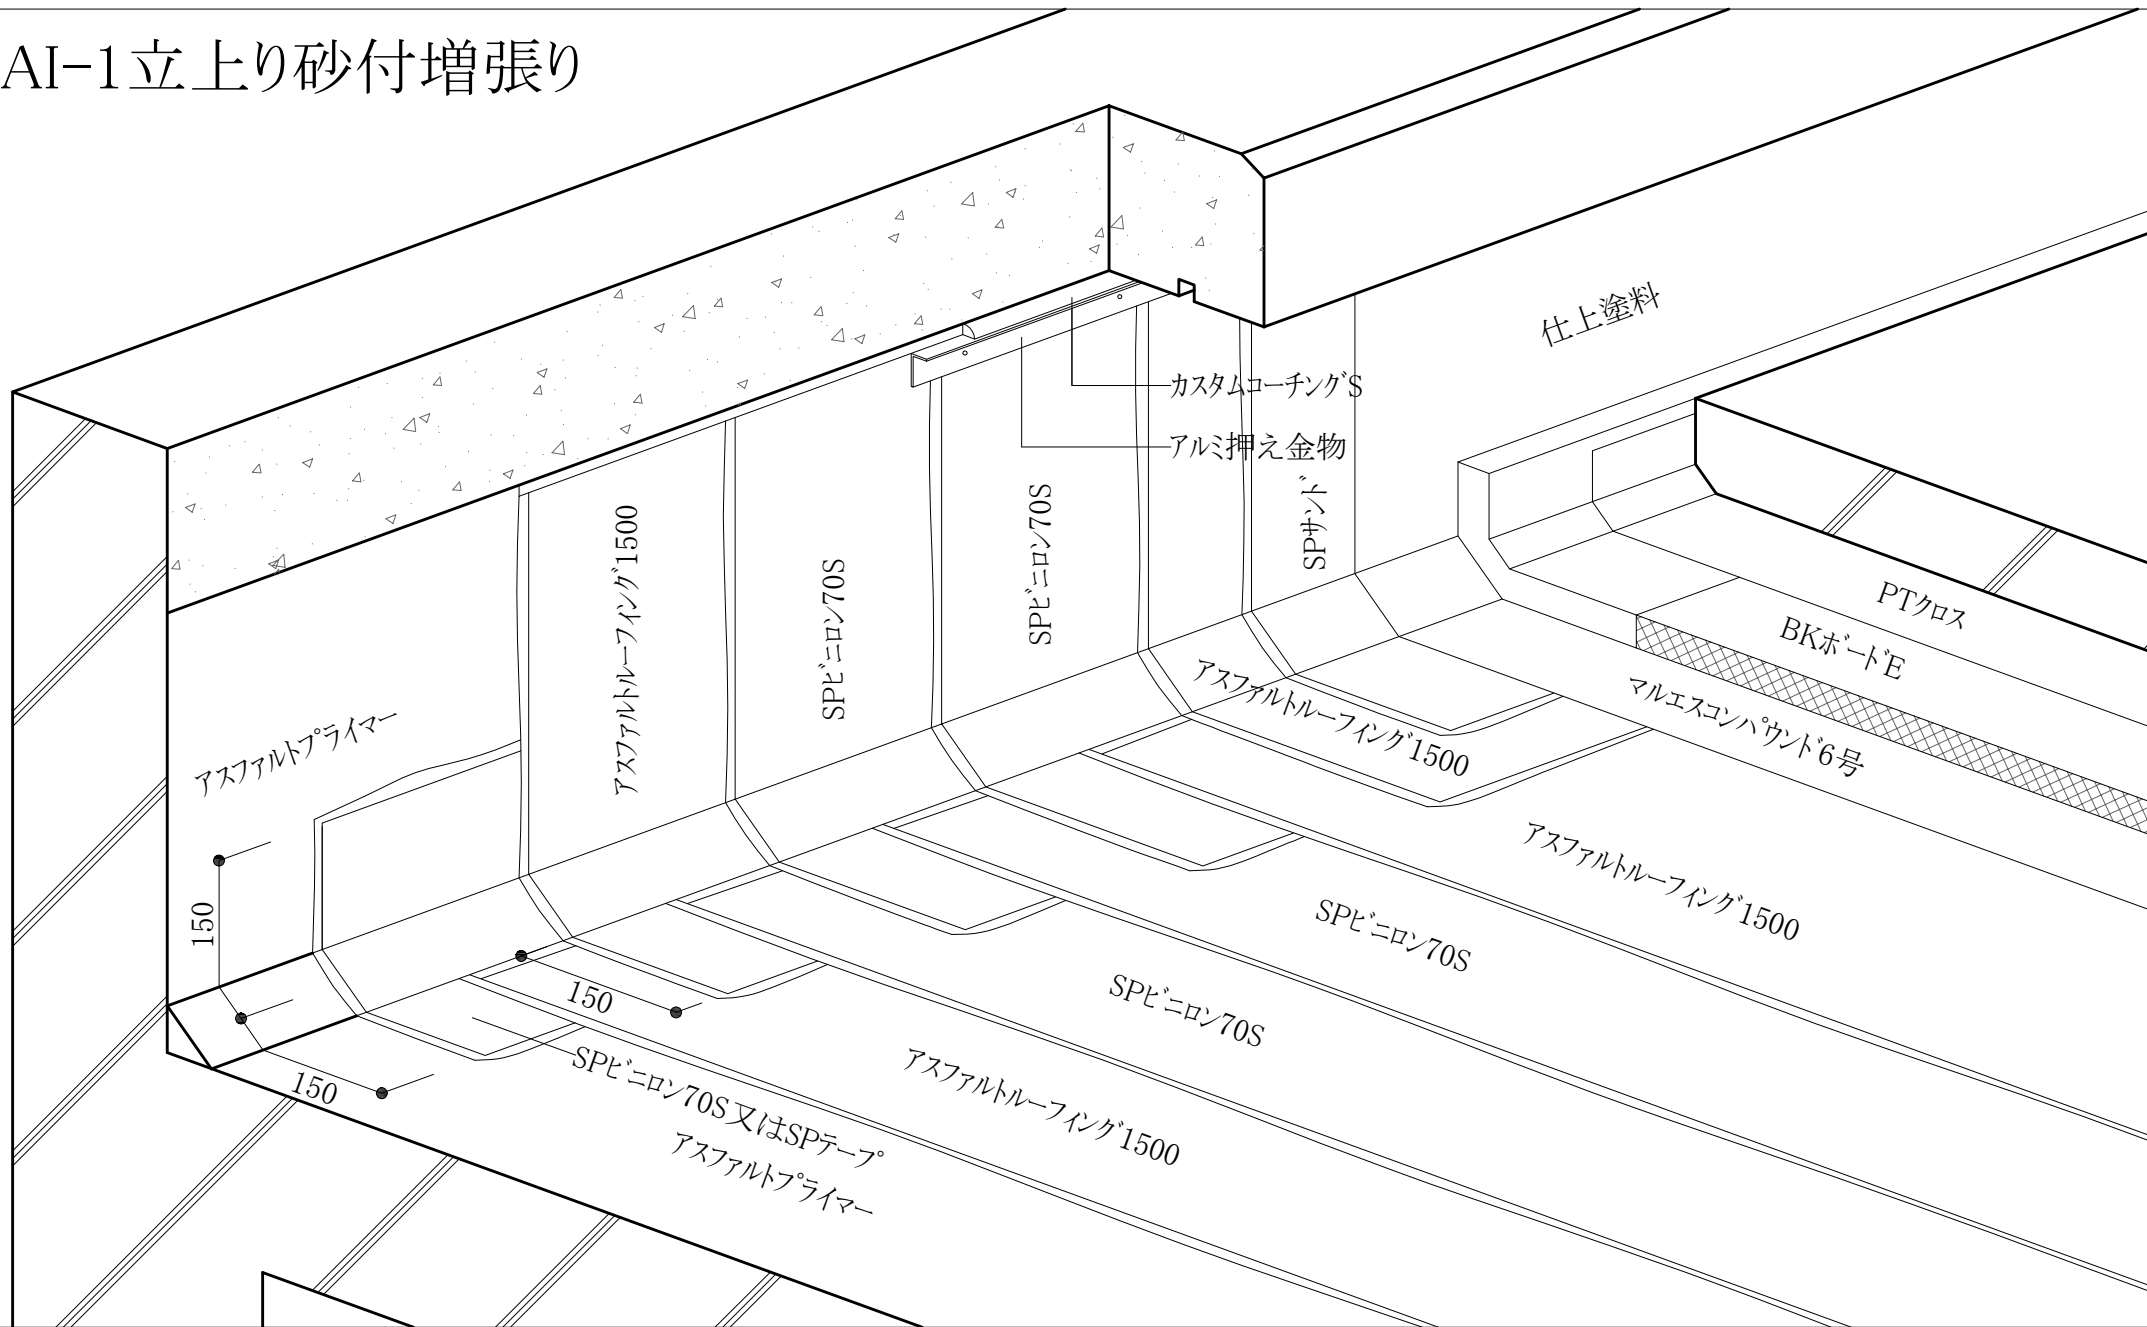 AI-1立上り砂付増張り
仕上塗料
カスタムコーチングS
アルミ押え金物
アスファルトルーフィング1500
SPビニロン70S
SPビニロン70S
SPサンド
アスファルトプライマー
150
150
150
アスファルトルーフィング1500
PTクロス
BKボードE
マルエスコンパウンド6号
アスファルトルーフィング1500
SPビニロン70S
SPビニロン70S
アスファルトルーフィング1500
SPビニロン70S又はSPテープ
アスファルトプライマー